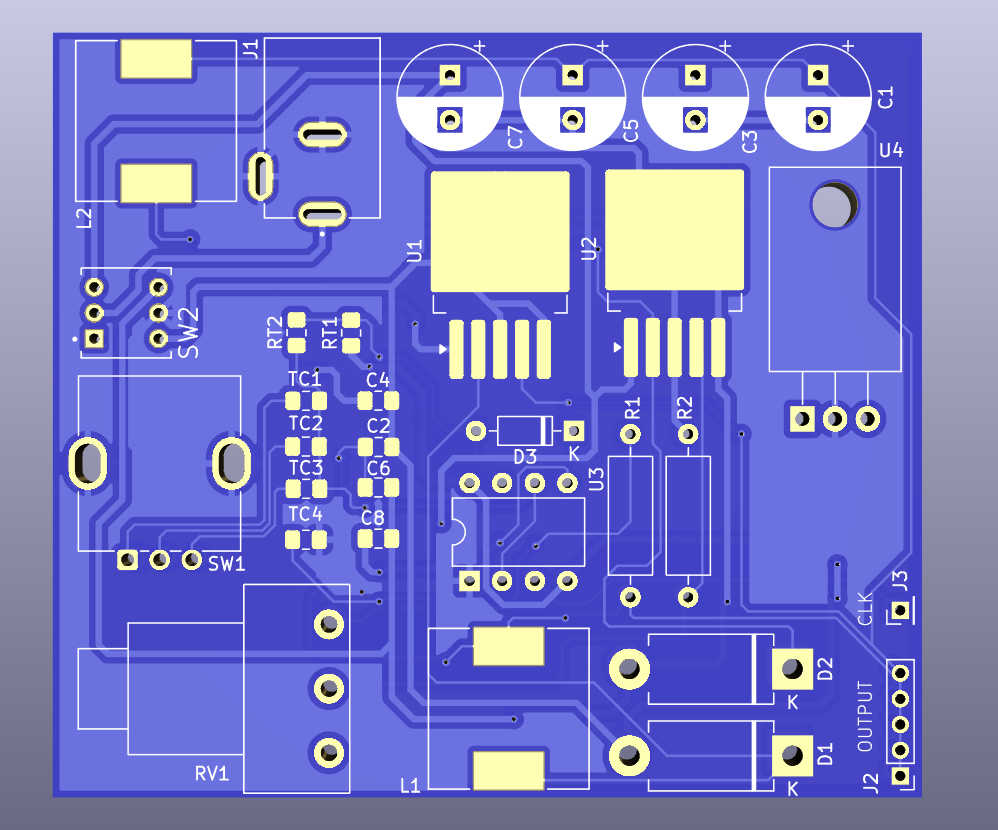 J1
+
+
+
+
C1
C7
C5
C3
U4
L2
U1
U2
SW2
RT2
RT1
TC1
C4
TC2
C2
TC3
C6
TC4
C8
R1
R2
K
D3
U3
SW1
CLK
J3
OUTPUT
J2
D2
K
D1
K
RV1
L1